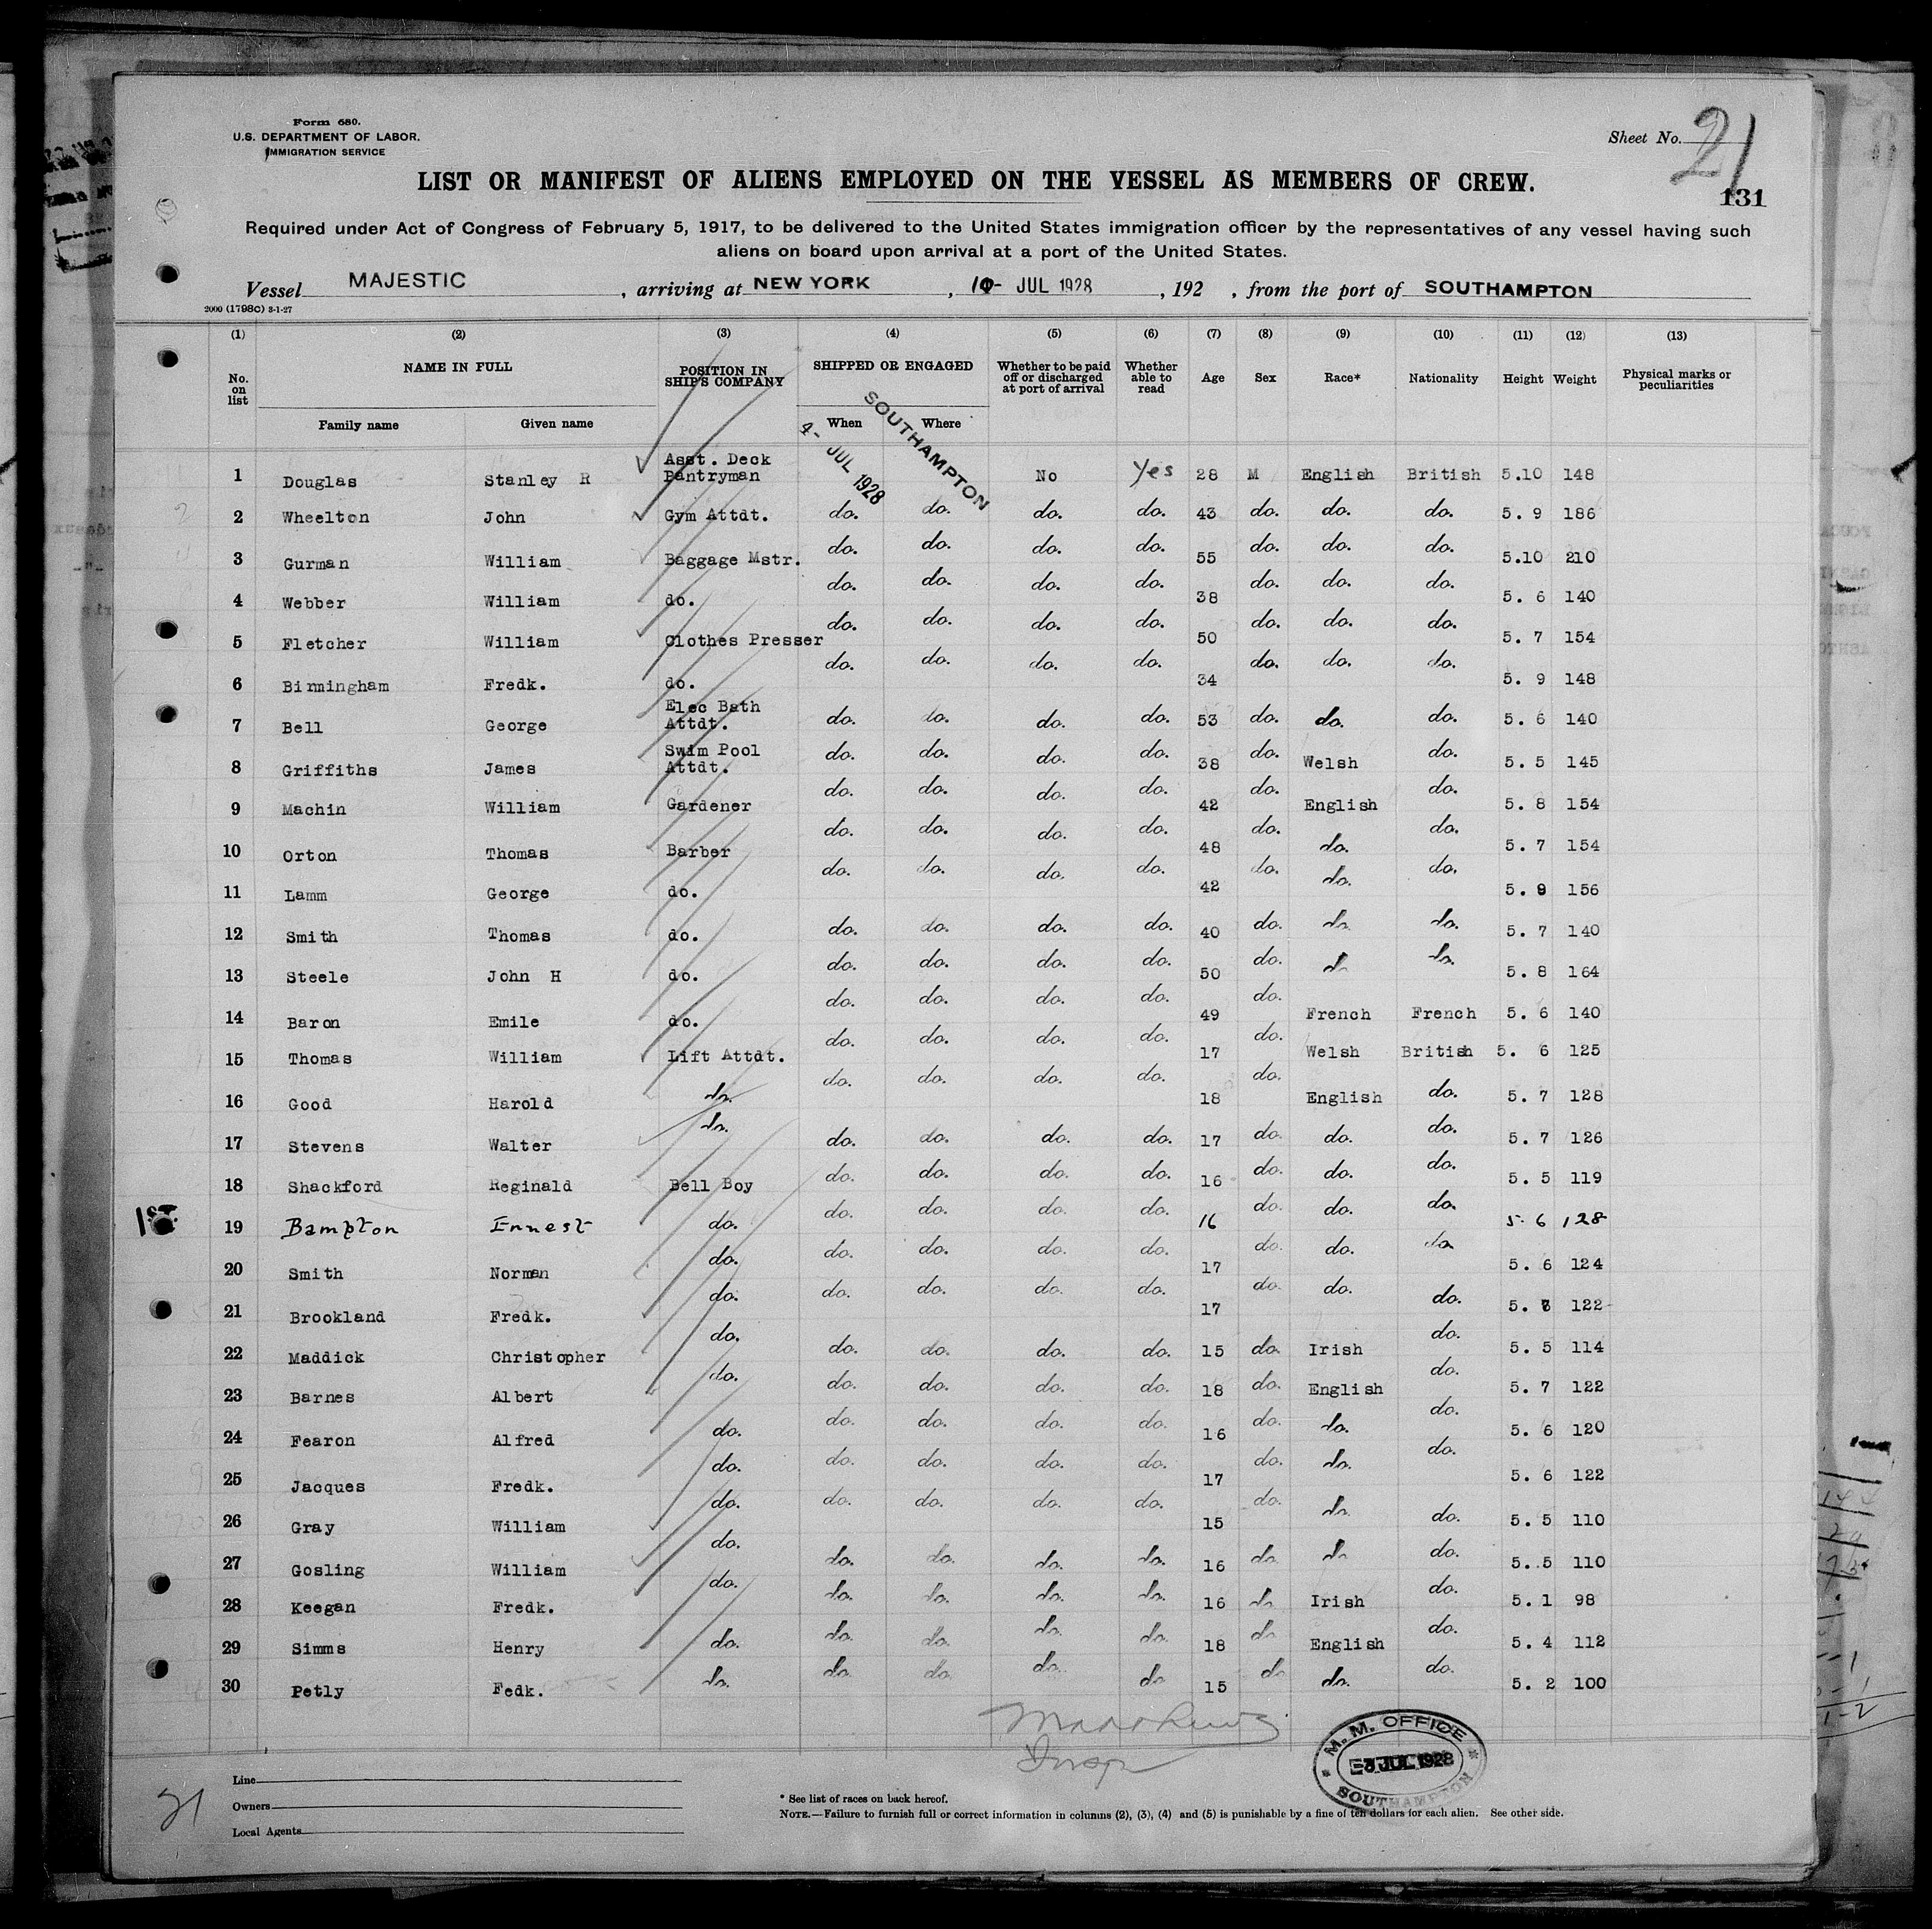 Form 680.
U.S. DEPARTMENT OF LABOR.
IMMIGRATION SERVICE
Sheet No. 21
131
LIST OR MANIFEST OF ALIENS EMPLOYED ON THE VESSEL AS MEMBERS OF CREW.
Required under Act of Congress of February 5, 1917, to be delivered to the United States immigration officer by the representatives of any vessel having such
aliens on board upon arrival at a port of the United States.
Vessel MAJESTIC, arriving at NEW YORK, 10- JUL 1928, 192 , from the port of SOUTHAMPTON
2000 (1798C) 3-1-27
(1) (2) (3) (4) (5) (6) (7) (8) (9) (10) (11) (12) (13)
No. on list NAME IN FULL POSITION IN SHIP'S COMPANY SHIPPED OR ENGAGED Whether to be paid off or discharged at port of arrival Whether able to read Age Sex Race* Nationality Height Weight Physical marks or peculiarities
Family name Given name When Where
4- JUL 1928 SOUTHAMPTON
1 Douglas Stanley R Asst. Deck Pantryman No Yes 28 M English British 5.10 148
2 Wheelton John Gym Attdt. do. do. do. do. 43 do. do. do. 5. 9 186
3 Gurman William Baggage Mstr. do. do. do. do. 55 do. do. do. 5.10 210
4 Webber William do. do. do. do. do. 38 do. do. do. 5. 6 140
5 Fletcher William Clothes Presser do. do. do. do. 50 do. do. do. 5. 7 154
6 Birmingham Fredk. do. do. do. do. do. 34 do. do. do. 5. 9 148
7 Bell George Elec Bath Attdt. do. do. do. do. 53 do. do. do. 5. 6 140
8 Griffiths James Swim Pool Attdt. do. do. do. do. 38 do. Welsh do. 5. 5 145
9 Machin William Gardener do. do. do. do. 42 do. English do. 5. 8 154
10 Orton Thomas Barber do. do. do. do. 48 do. do. do. 5. 7 154
11 Lamm George do. do. do. do. do. 42 do. do. do. 5. 9 156
12 Smith Thomas do. do. do. do. do. 40 do. do. do. 5. 7 140
13 Steele John H do. do. do. do. do. 50 do. do. do. 5. 8 164
14 Baron Emile do. do. do. do. do. 49 do. French French 5. 6 140
15 Thomas William Lift Attdt. do. do. do. do. 17 do. Welsh British 5. 6 125
16 Good Harold do. do. do. do. do. 18 do. English do. 5. 7 128
17 Stevens Walter do. do. do. do. do. 17 do. do. do. 5. 7 126
18 Shackford Reginald Bell Boy do. do. do. do. 16 do. do. do. 5. 5 119
1st. 19 Bampton Ernest do. do. do. do. do. 16 do. do. do. 5. 6 128
20 Smith Norman do. do. do. do. do. 17 do. do. do. 5. 6 124
21 Brookland Fredk. do. do. do. do. do. 17 do. do. 5. 122
22 Maddick Christopher do. do. do. do. do. 15 do. Irish do. 5. 5 114
23 Barnes Albert do. do. do. do. do. 18 do. English do. 5. 7 122
24 Fearon Alfred do. do. do. do. do. 16 do. do. do. 5. 6 120
25 Jacques Fredk. do. do. do. do. do. 17 do. do. do. 5. 6 122
26 Gray William do. do. do. do. do. 15 do. do. do. 5. 5 110
27 Gosling William do. do. do. do. do. 16 do. do. do. 5. 5 110
28 Keegan Fredk. do. do. do. do. do. 16 do. Irish do. 5. 1 98
29 Simms Henry do. do. do. do. do. 18 do. English do. 5. 4 112
30 Petly Fedk. do. do. do. do. do. 15 do. do. do. 5. 2 100
Insp
M. M. OFFICE
JUL 1928
SOUTHAMPTON
21
Line
Owners
Local Agents
* See list of races on back hereof.
NOTE.—Failure to furnish full or correct information in columns (2), (3), (4) and (5) is punishable by a fine of ten dollars for each alien. See other side.